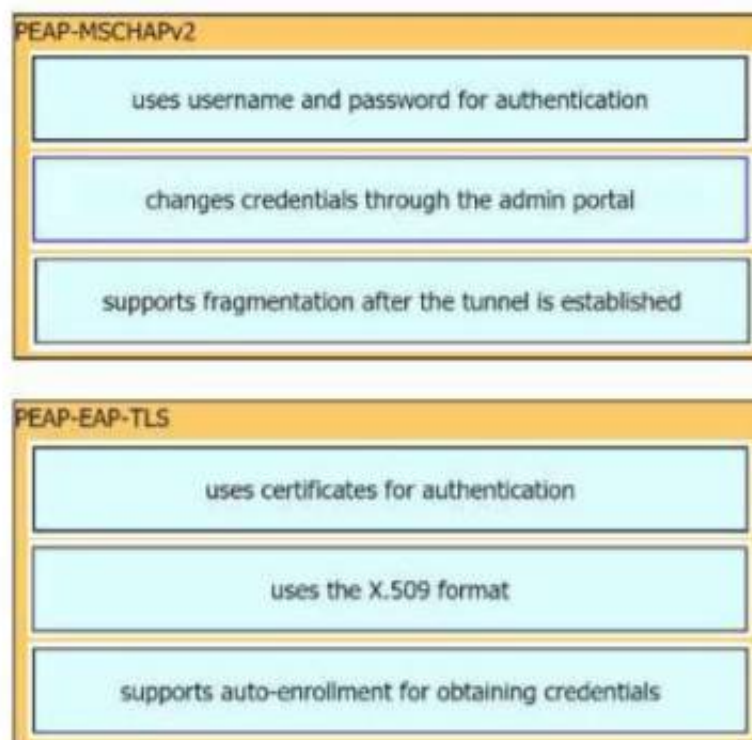 PEAP-MSCHAPv2
uses username and password for authentication
changes credentials through the admin portal
supports fragmentation after the tunnel is established
PEAP-EAP-TLS
uses certificates for authentication
uses the X.509 format
supports auto-enrollment for obtaining credentials